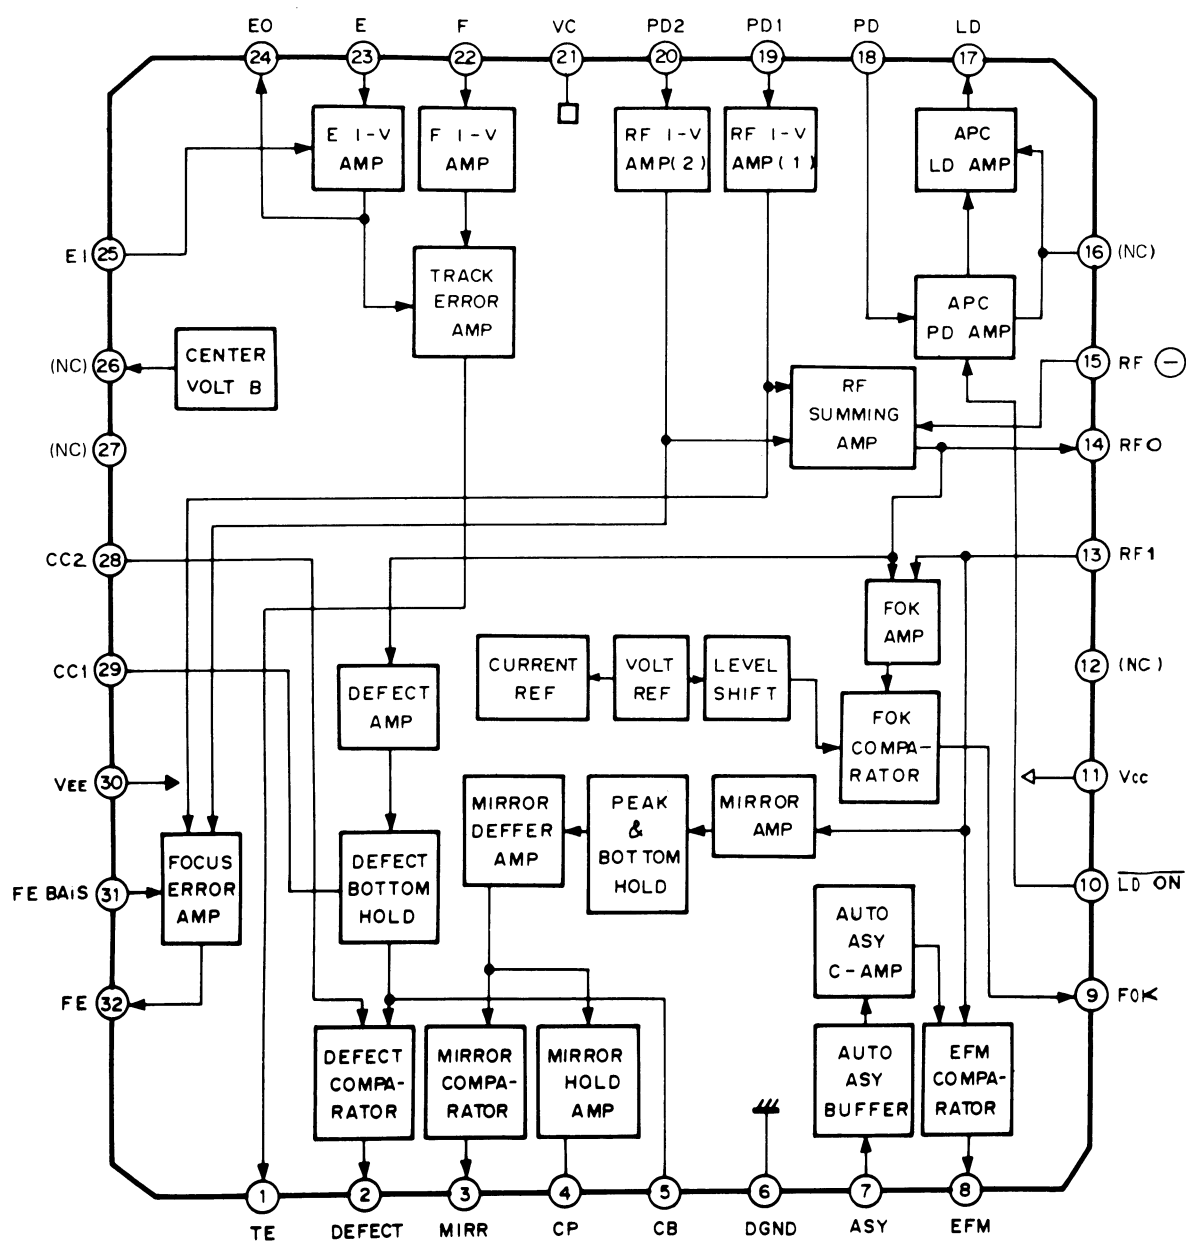 EO E F VC PD2 PD1 PD LD
24 23 22 21 20 19 18 17
E I-V
AMP
F I-V
AMP
RF I-V
AMP(2)
RF I-V
AMP(1)
APC
LD AMP
EI 25
16 (NC)
TRACK
ERROR
AMP
APC
PD AMP
(NC) 26
CENTER
VOLT B
15 RF ⊖
RF
SUMMING
AMP
(NC) 27
14 RFO
CC2 28
13 RF1
FOK
AMP
CC1 29
DEFECT
AMP
CURRENT
REF
VOLT
REF
LEVEL
SHIFT
12 (NC)
FOK
COMPA-
RATOR
VEE 30
11 Vcc
MIRROR
DEFFER
AMP
PEAK
&
BOTTOM
HOLD
MIRROR
AMP
FE BAIS 31
FOCUS
ERROR
AMP
DEFECT
BOTTOM
HOLD
10 LD ON
AUTO
ASY
C-AMP
FE 32
9 FOK
DEFECT
COMPA-
RATOR
MIRROR
COMPA-
RATOR
MIRROR
HOLD
AMP
AUTO
ASY
BUFFER
EFM
COMPA-
RATOR
1 2 3 4 5 6 7 8
TE DEFECT MIRR CP CB DGND ASY EFM